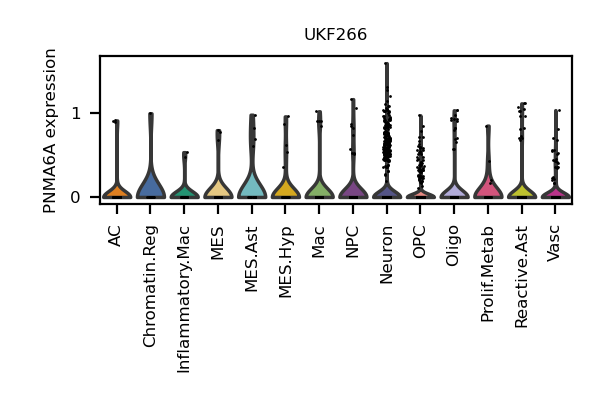 UKF266
PNMA6A expression
1
0
AC
Chromatin.Reg
Inflammatory.Mac
MES
MES.Ast
MES.Hyp
Mac
NPC
Neuron
OPC
Oligo
Prolif.Metab
Reactive.Ast
Vasc